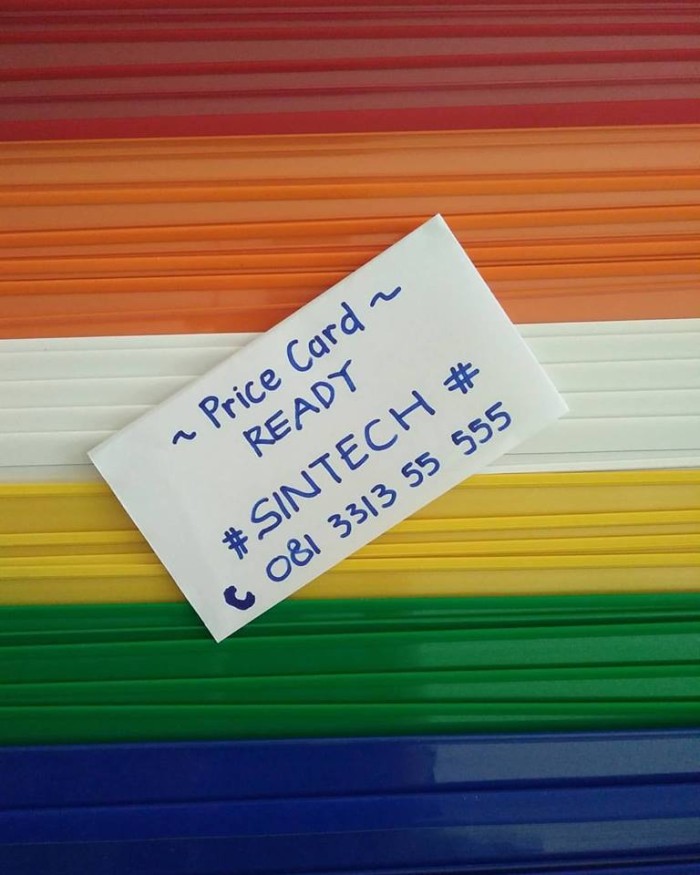 ~ Price Card ~
READY
# SINTECH #
081 3313 55 555